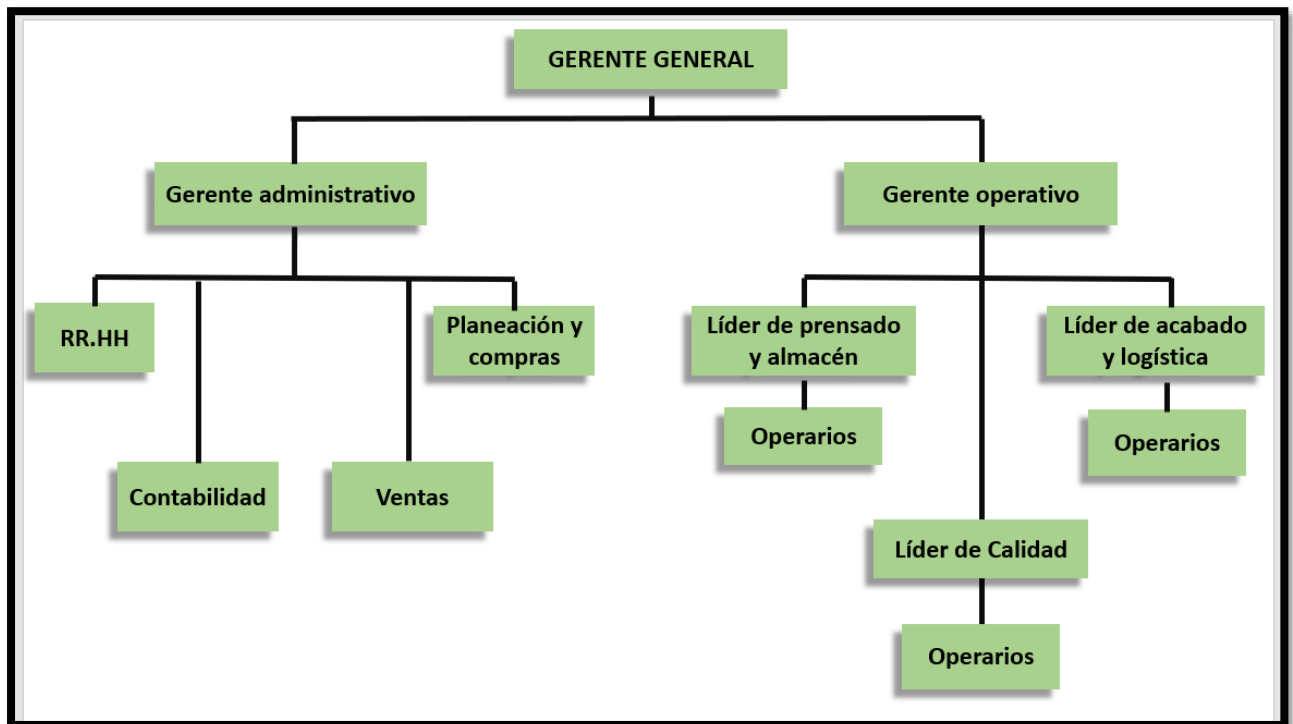 GERENTE GENERAL
Gerente administrativo
Gerente operativo
RR.HH
Planeación y
compras
Líder de prensado
y almacén
Líder de acabado
y logística
Operarios
Operarios
Contabilidad
Ventas
Líder de Calidad
Operarios